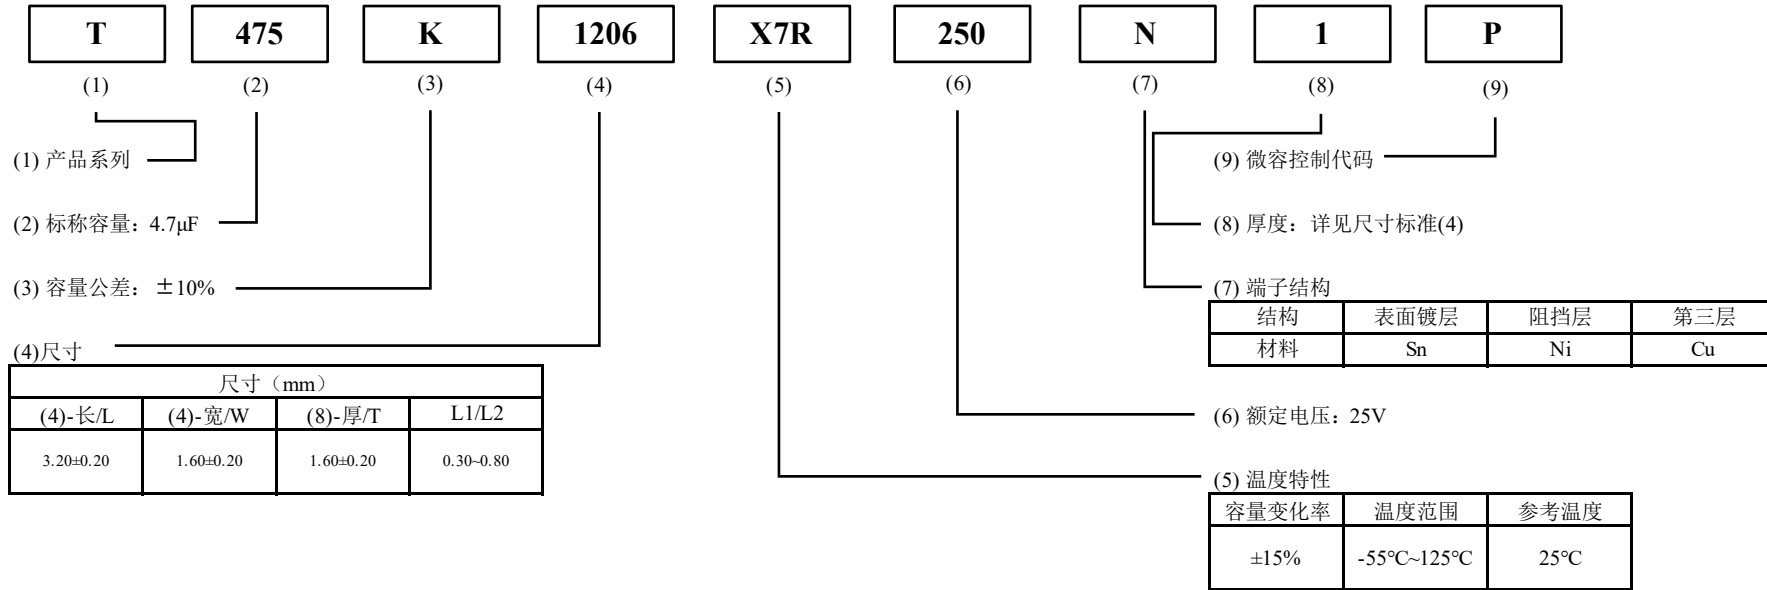 T 475 K 1206 X7R 250 N 1 P
(1) (2) (3) (4) (5) (6) (7) (8) (9)
(1) 产品系列
(2) 标称容量：4.7μF
(3) 容量公差：±10%
(4)尺寸
尺寸（mm）
(4)-长/L (4)-宽/W (8)-厚/T L1/L2
3.20±0.20 1.60±0.20 1.60±0.20 0.30~0.80
(9) 微容控制代码
(8) 厚度：详见尺寸标准(4)
(7) 端子结构
结构 表面镀层 阻挡层 第三层
材料 Sn Ni Cu
(6) 额定电压：25V
(5) 温度特性
容量变化率 温度范围 参考温度
±15% -55℃~125℃ 25℃